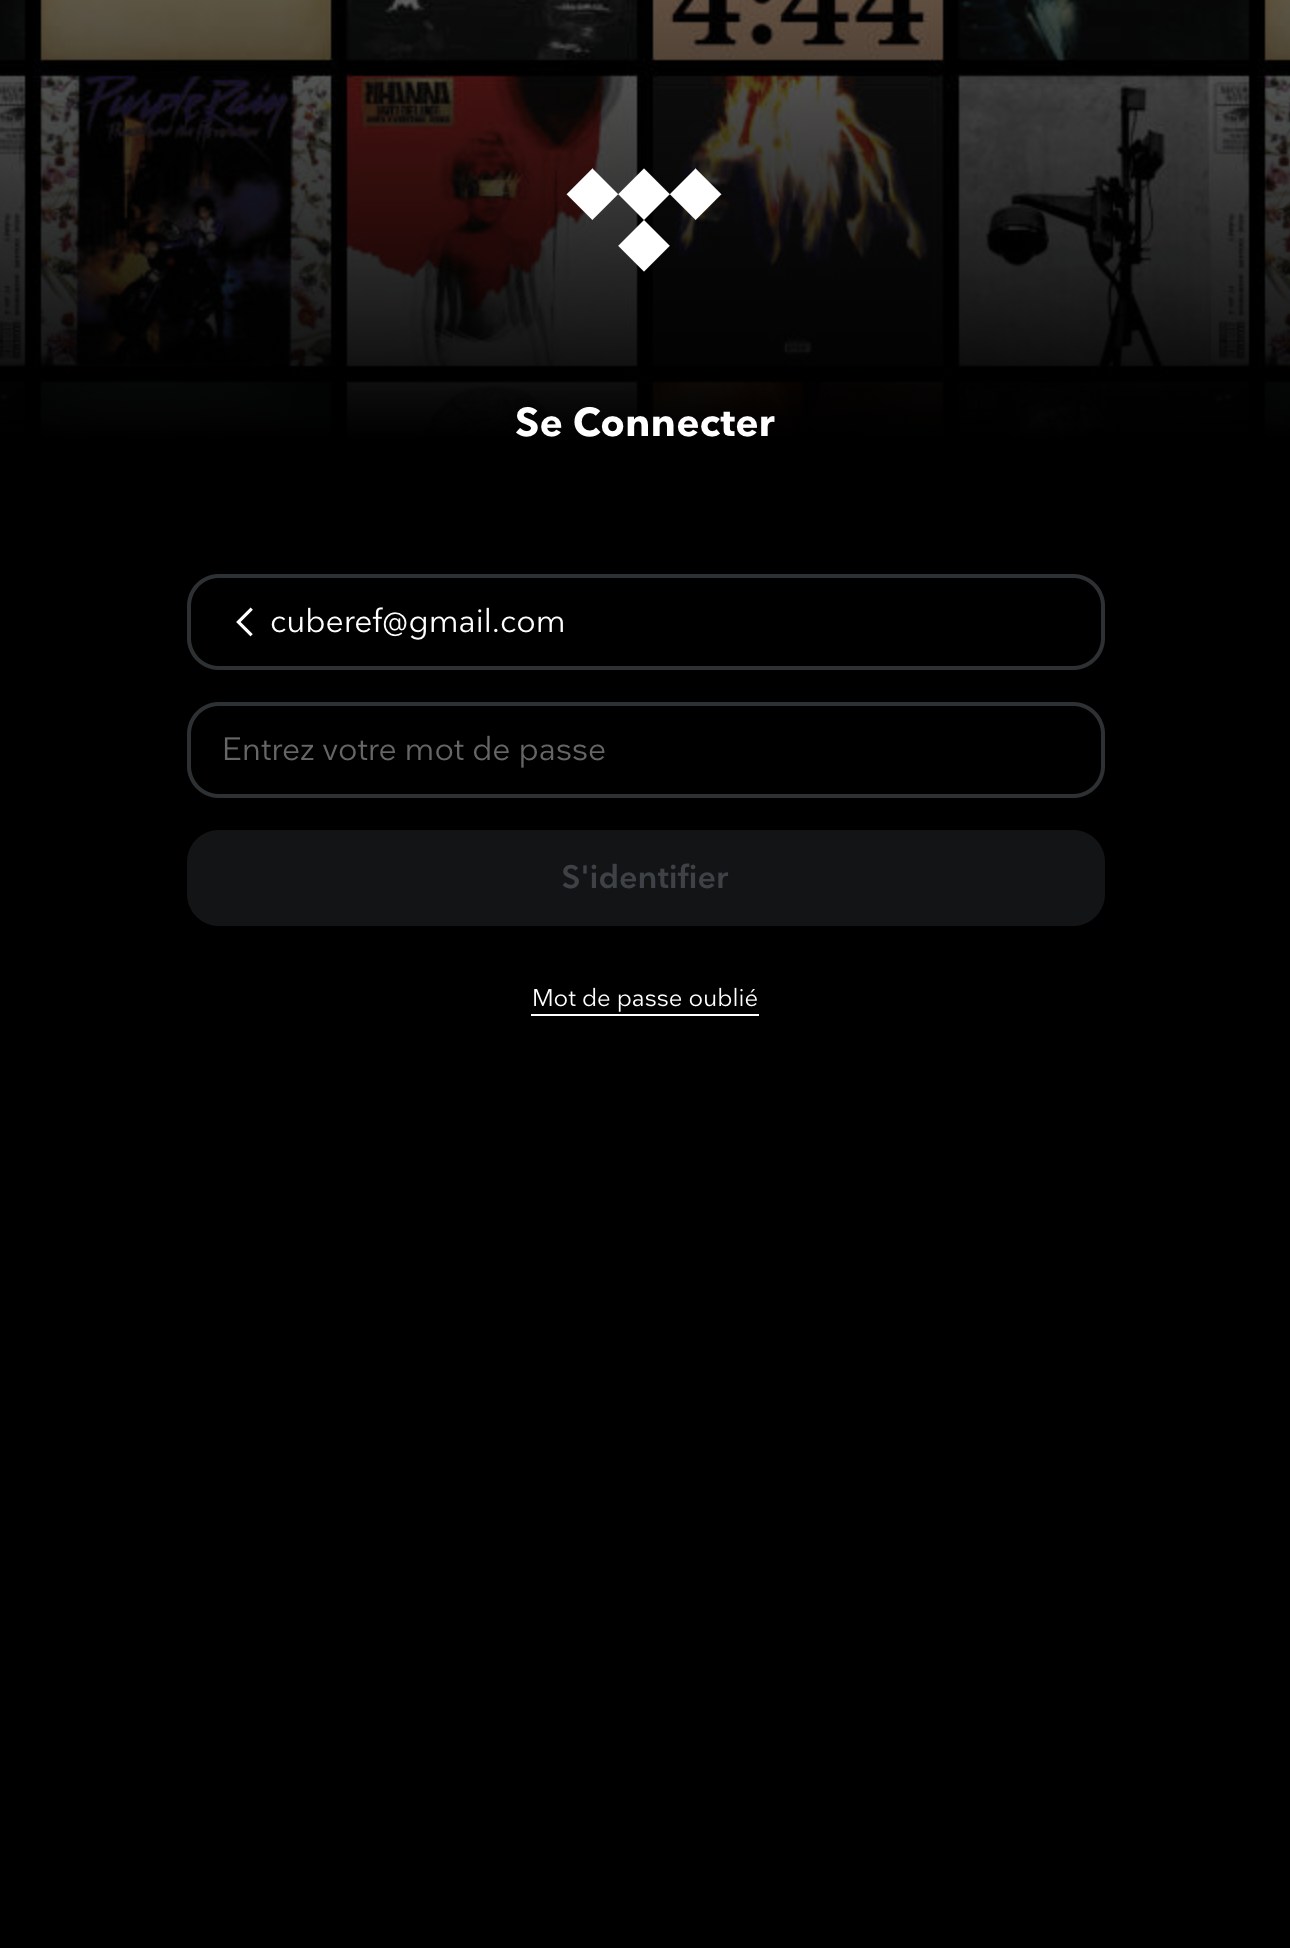 4:44
Purple Rain
RIHANNA
Se Connecter
cuberef@gmail.com
Entrez votre mot de passe
S'identifier
Mot de passe oublié